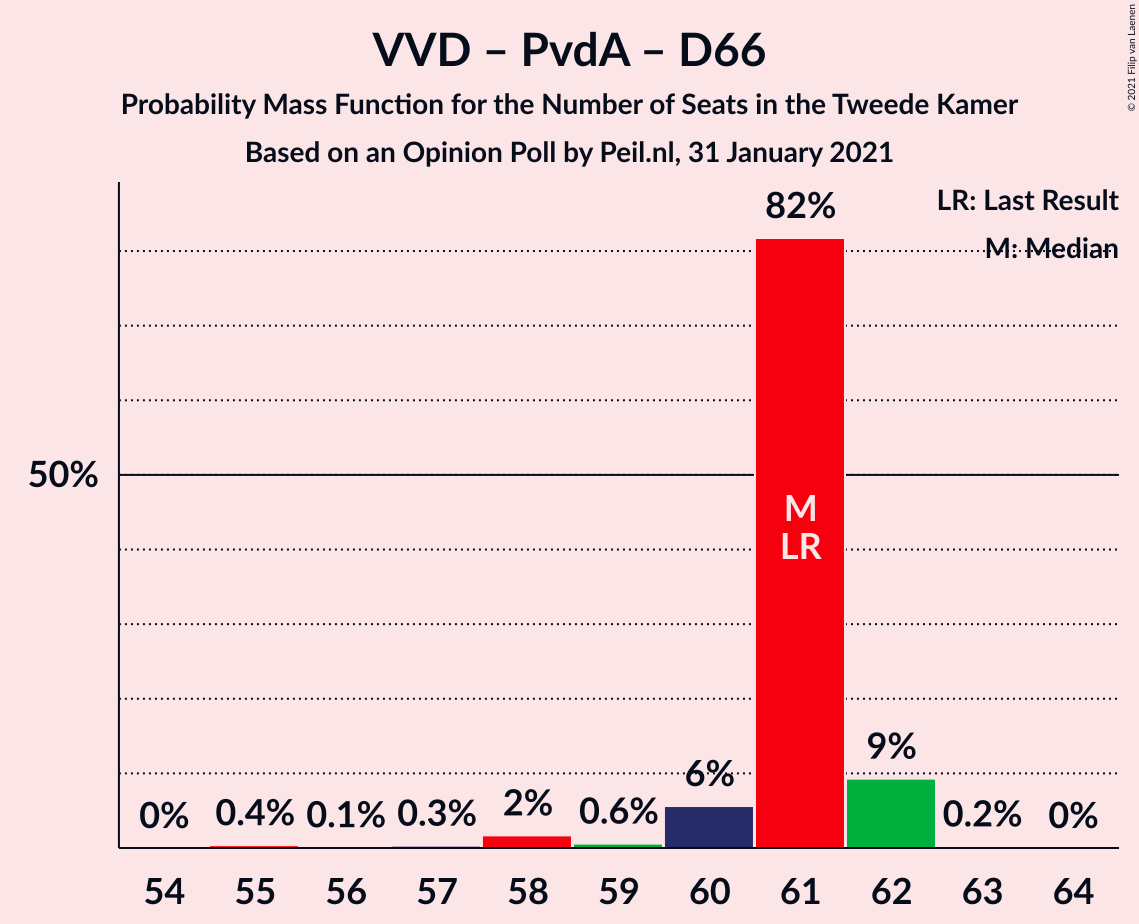 VVD – PvdA – D66
Probability Mass Function for the Number of Seats in the Tweede Kamer
Based on an Opinion Poll by Peil.nl, 31 January 2021
© 2021 Filip van Laenen
LR: Last Result
M: Median
82%
50%
M
LR
0%
0.4%
0.1%
0.3%
2%
0.6%
6%
9%
0.2%
0%
54 55 56 57 58 59 60 61 62 63 64